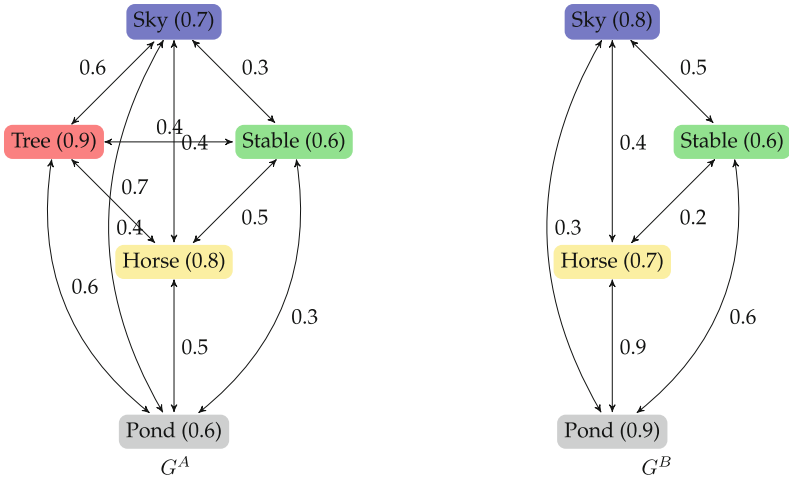 Sky (0.7)
0.6
0.3
Tree (0.9)
0.4
0.4
Stable (0.6)
0.7
0.4
0.5
Horse (0.8)
0.6
0.5
0.3
Pond (0.6)
G^A
Sky (0.8)
0.5
0.4
Stable (0.6)
0.3
0.2
Horse (0.7)
0.9
0.6
Pond (0.9)
G^B